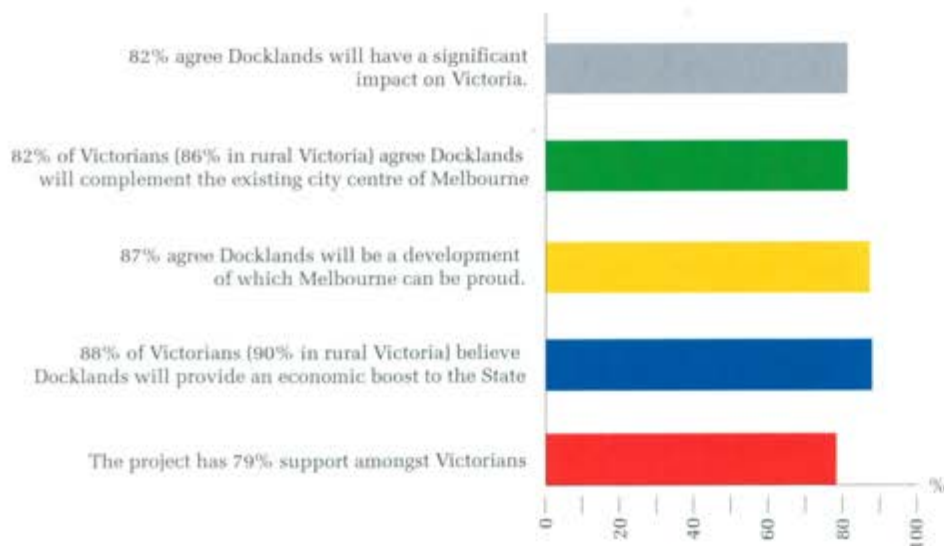 82% agree Docklands will have a significant
impact on Victoria.
82% of Victorians (86% in rural Victoria) agree Docklands
will complement the existing city centre of Melbourne
87% agree Docklands will be a development
of which Melbourne can be proud.
88% of Victorians (90% in rural Victoria) believe
Docklands will provide an economic boost to the State
The project has 79% support amongst Victorians
%
0
20
40
60
80
100